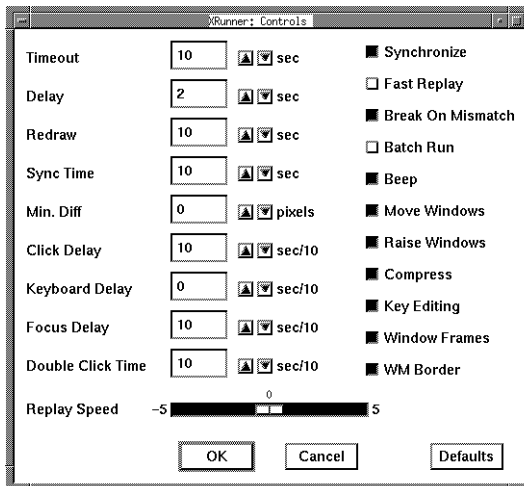 XRunner: Controls
Timeout 10 sec
Delay 2 sec
Redraw 10 sec
Sync Time 10 sec
Min. Diff 0 pixels
Click Delay 10 sec/10
Keyboard Delay 0 sec/10
Focus Delay 10 sec/10
Double Click Time 10 sec/10
Synchronize
Fast Replay
Break On Mismatch
Batch Run
Beep
Move Windows
Raise Windows
Compress
Key Editing
Window Frames
WM Border
0
Replay Speed -5 5
OK Cancel Defaults